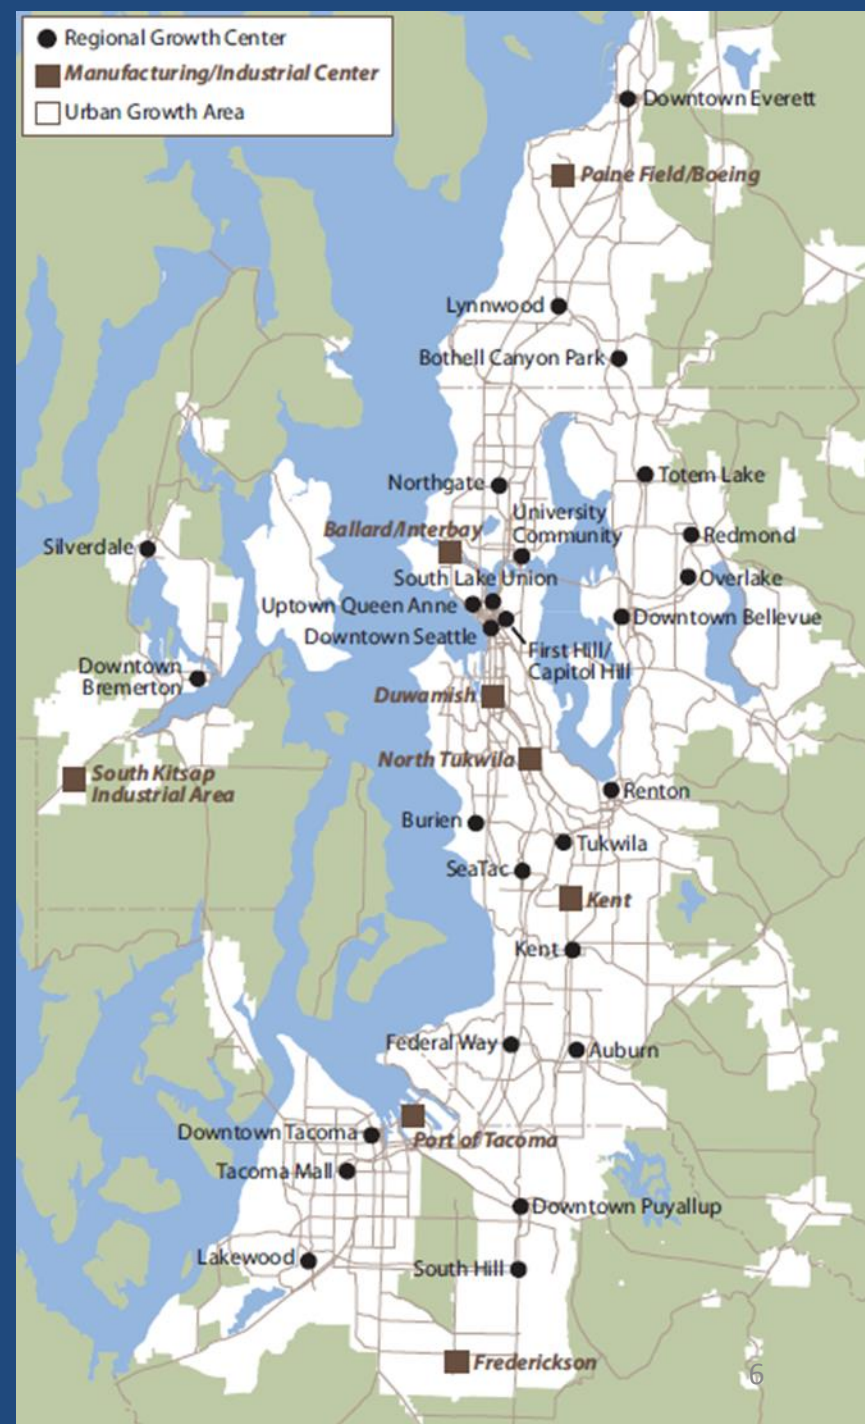 Regional Growth Center
Manufacturing/Industrial Center
Urban Growth Area
Downtown Everett
Paine Field/Boeing
Lynnwood
Bothell Canyon Park
Northgate
Totem Lake
University
Community
Ballard/Interbay
Redmond
Silverdale
South Lake Union
Overlake
Uptown Queen Anne
Downtown Bellevue
Downtown Seattle
First Hill/
Capitol Hill
Downtown
Bremerton
Duwamish
North Tukwila
South Kitsap
Industrial Area
Renton
Burien
Tukwila
SeaTac
Kent
Kent
Federal Way
Auburn
Downtown Tacoma
Port of Tacoma
Tacoma Mall
Downtown Puyallup
Lakewood
South Hill
Frederickson
6